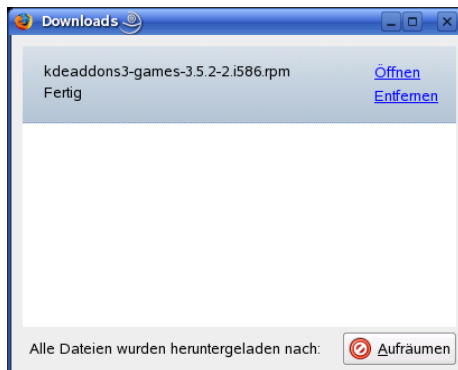 Downloads
kdeaddons3-games-3.5.2-2.i586.rpm
Öffnen
Fertig
Entfernen
Alle Dateien wurden heruntergeladen nach:
Aufräumen